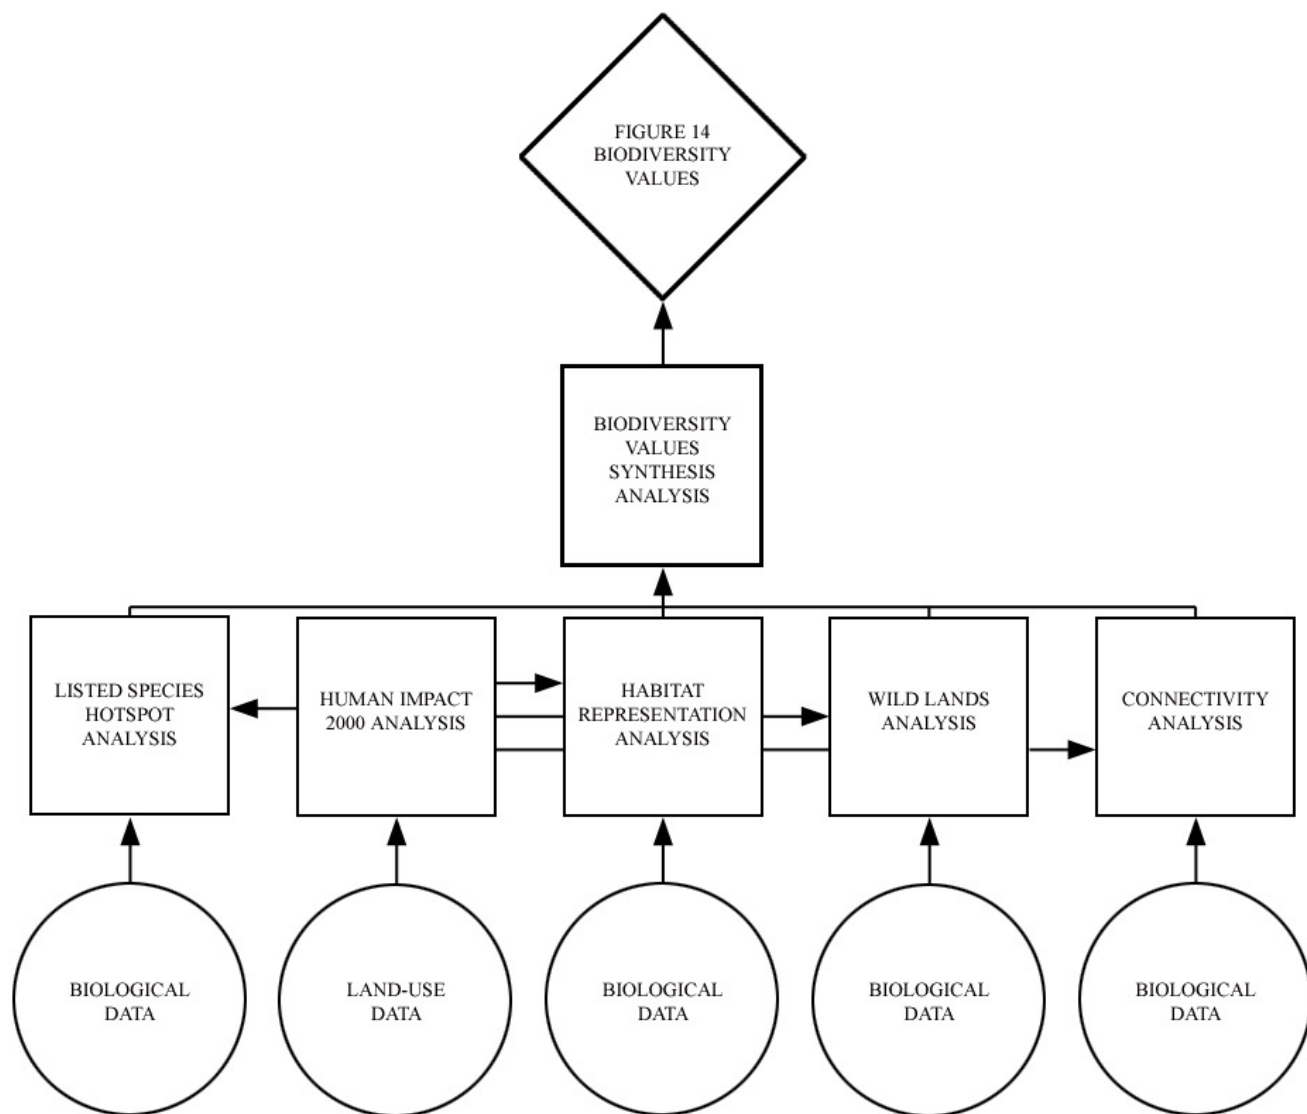 FIGURE 14
BIODIVERSITY
VALUES
BIODIVERSITY
VALUES
SYNTHESIS
ANALYSIS
LISTED SPECIES
HOTSPOT
ANALYSIS
HUMAN IMPACT
2000 ANALYSIS
HABITAT
REPRESENTATION
ANALYSIS
WILD LANDS
ANALYSIS
CONNECTIVITY
ANALYSIS
BIOLOGICAL
DATA
LAND-USE
DATA
BIOLOGICAL
DATA
BIOLOGICAL
DATA
BIOLOGICAL
DATA